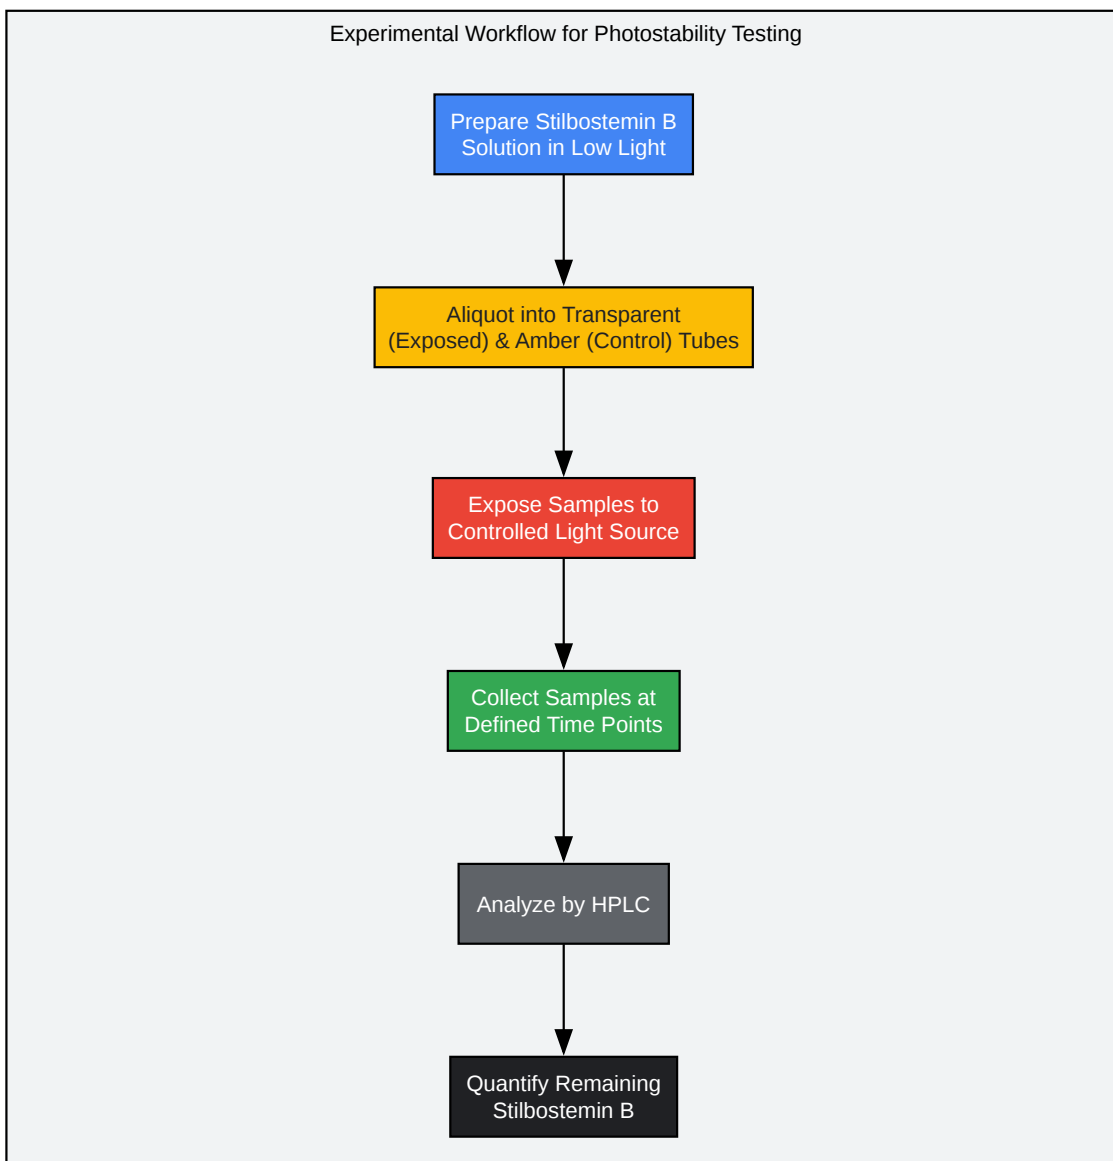 Experimental Workflow for Photostability Testing
Prepare Stilbostemin B
Solution in Low Light
Aliquot into Transparent
(Exposed) & Amber (Control) Tubes
Expose Samples to
Controlled Light Source
Collect Samples at
Defined Time Points
Analyze by HPLC
Quantify Remaining
Stilbostemin B